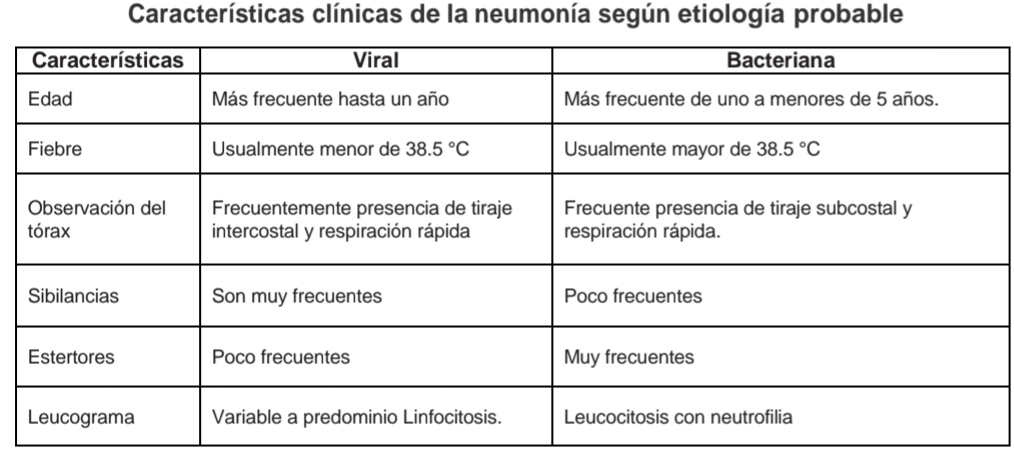 Características clínicas de la neumonía según etiología probable
Características Viral Bacteriana
Edad Más frecuente hasta un año Más frecuente de uno a menores de 5 años.
Fiebre Usualmente menor de 38.5 °C Usualmente mayor de 38.5 °C
Observación del Frecuentemente presencia de tiraje Frecuente presencia de tiraje subcostal y
tórax intercostal y respiración rápida respiración rápida.
Sibilancias Son muy frecuentes Poco frecuentes
Estertores Poco frecuentes Muy frecuentes
Leucograma Variable a predominio Linfocitosis. Leucocitosis con neutrofilia